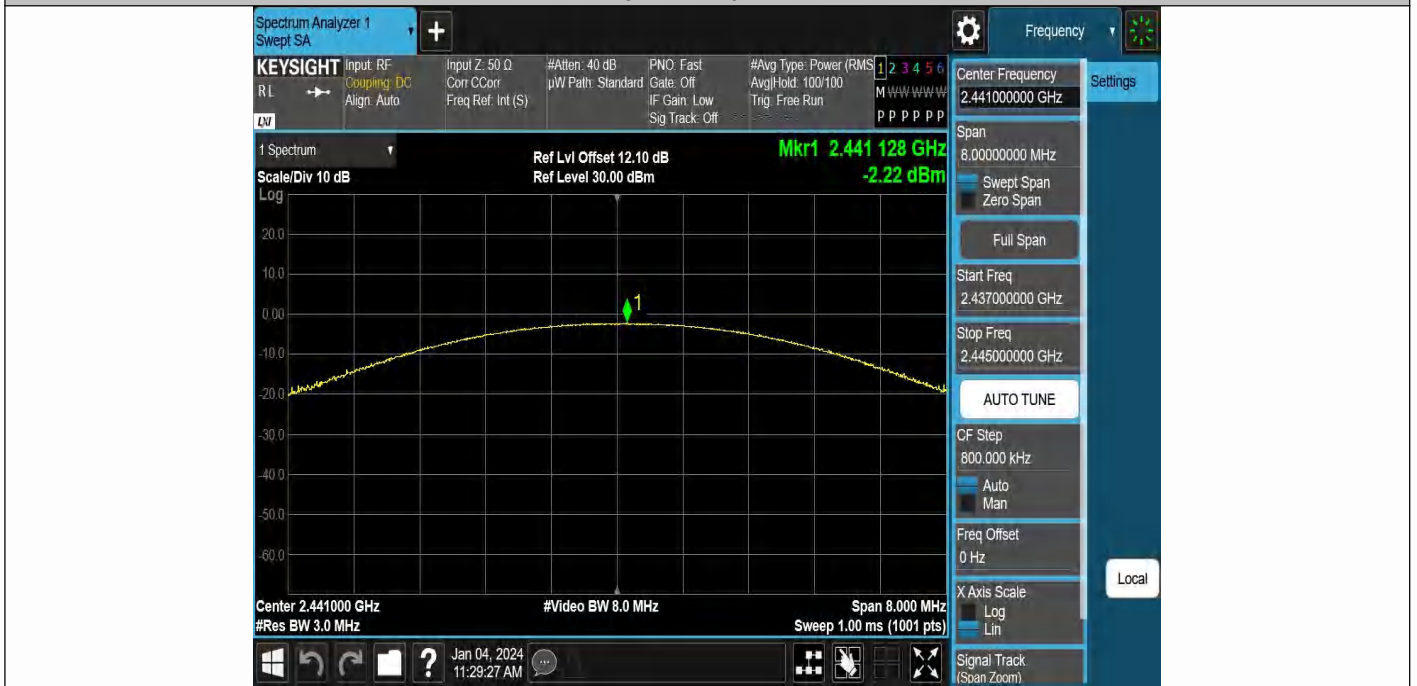 Spectrum Analyzer 1
Swept SA
+
Frequency
KEYSIGHT
RL
LXI
Input: RF
Coupling: DC
Align: Auto
Input Z: 50 Ω
Corr CCorr
Freq Ref: Int (S)
#Atten: 40 dB
µW Path: Standard
PNO: Fast
Gate: Off
IF Gain: Low
Sig Track: Off
#Avg Type: Power (RMS
Avg|Hold: 100/100
Trig: Free Run
1 2 3 4 5 6
M W W W W W
P P P P P P
1 Spectrum
Scale/Div 10 dB
Log
Ref Lvl Offset 12.10 dB
Ref Level 30.00 dBm
Mkr1 2.441 128 GHz
-2.22 dBm
20.0
10.0
0.00
-10.0
-20.0
-30.0
-40.0
-50.0
-60.0
1
Center 2.441000 GHz
#Res BW 3.0 MHz
#Video BW 8.0 MHz
Span 8.000 MHz
Sweep 1.00 ms (1001 pts)
?
Jan 04, 2024
11:29:27 AM
Center Frequency
2.441000000 GHz
Settings
Span
8.00000000 MHz
Swept Span
Zero Span
Full Span
Start Freq
2.437000000 GHz
Stop Freq
2.445000000 GHz
AUTO TUNE
CF Step
800.000 kHz
Auto
Man
Freq Offset
0 Hz
X Axis Scale
Log
Lin
Local
Signal Track
(Span Zoom)